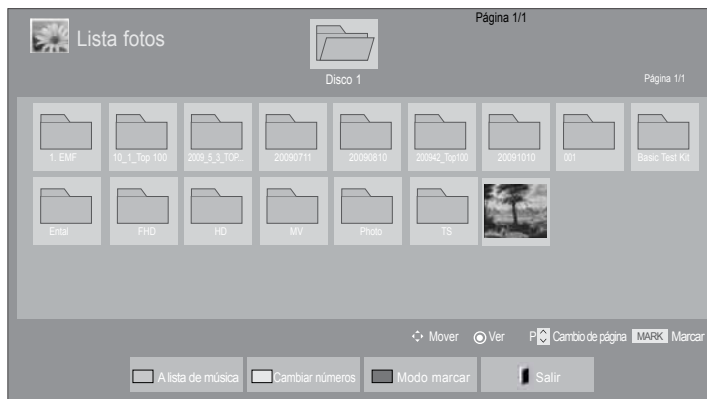 Página 1/1
Lista fotos
Disco 1
Página 1/1
1. EMF 10_1_Top 100 2009_5_3_TOP... 20090711 20090810 200942_Top100 20091010 001 Basic Test Kit
Ental FHD HD MV Photo TS
Mover Ver P Cambio de página MARK Marcar
A lista de música Cambiar números Modo marcar Salir